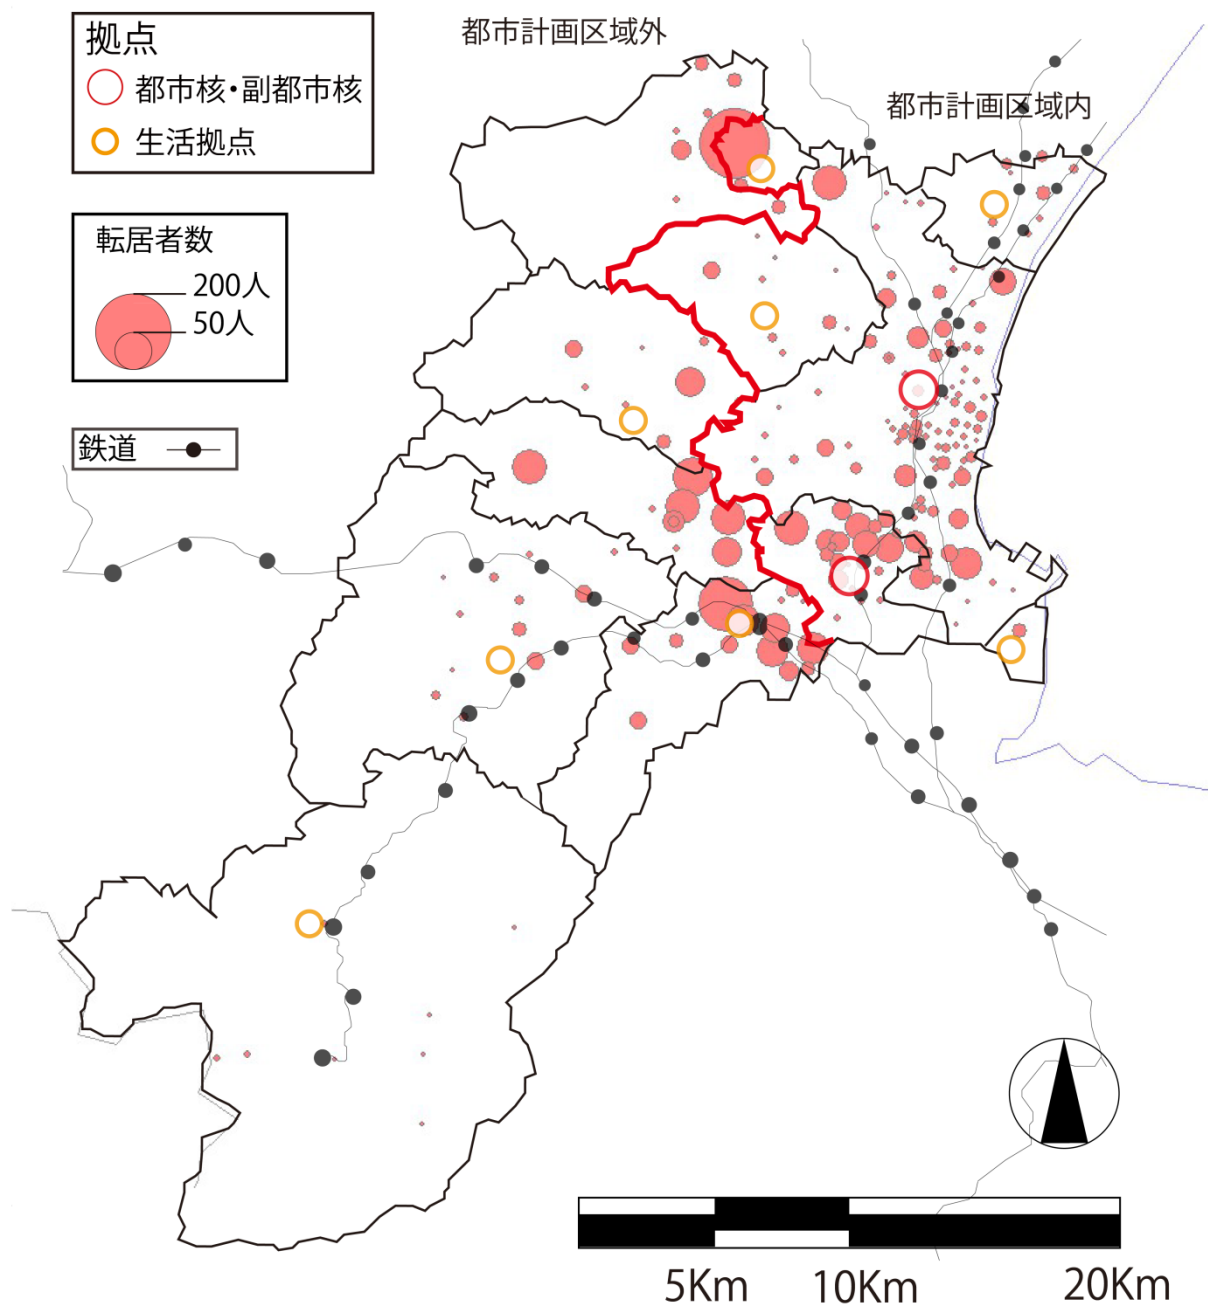 都市計画区域外
拠点
都市核・副都市核
生活拠点
都市計画区域内
転居者数
200人
50人
鉄道
5Km
10Km
20Km